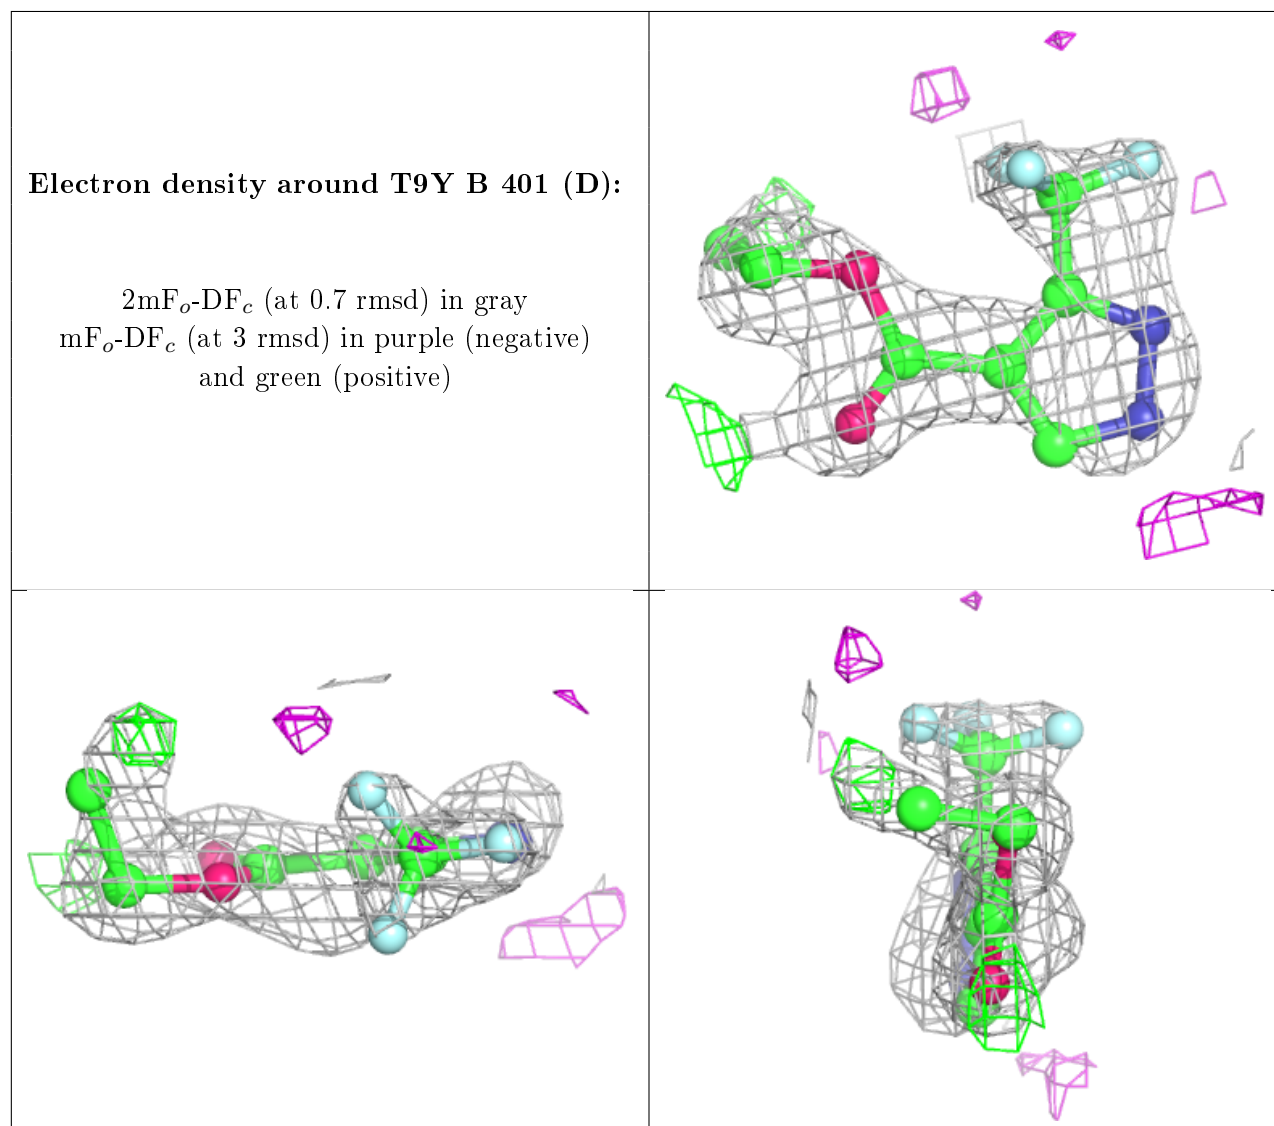 Electron density around T9Y B 401 (D):
2mFo-DFc (at 0.7 rmsd) in gray
mFo-DFc (at 3 rmsd) in purple (negative)
and green (positive)